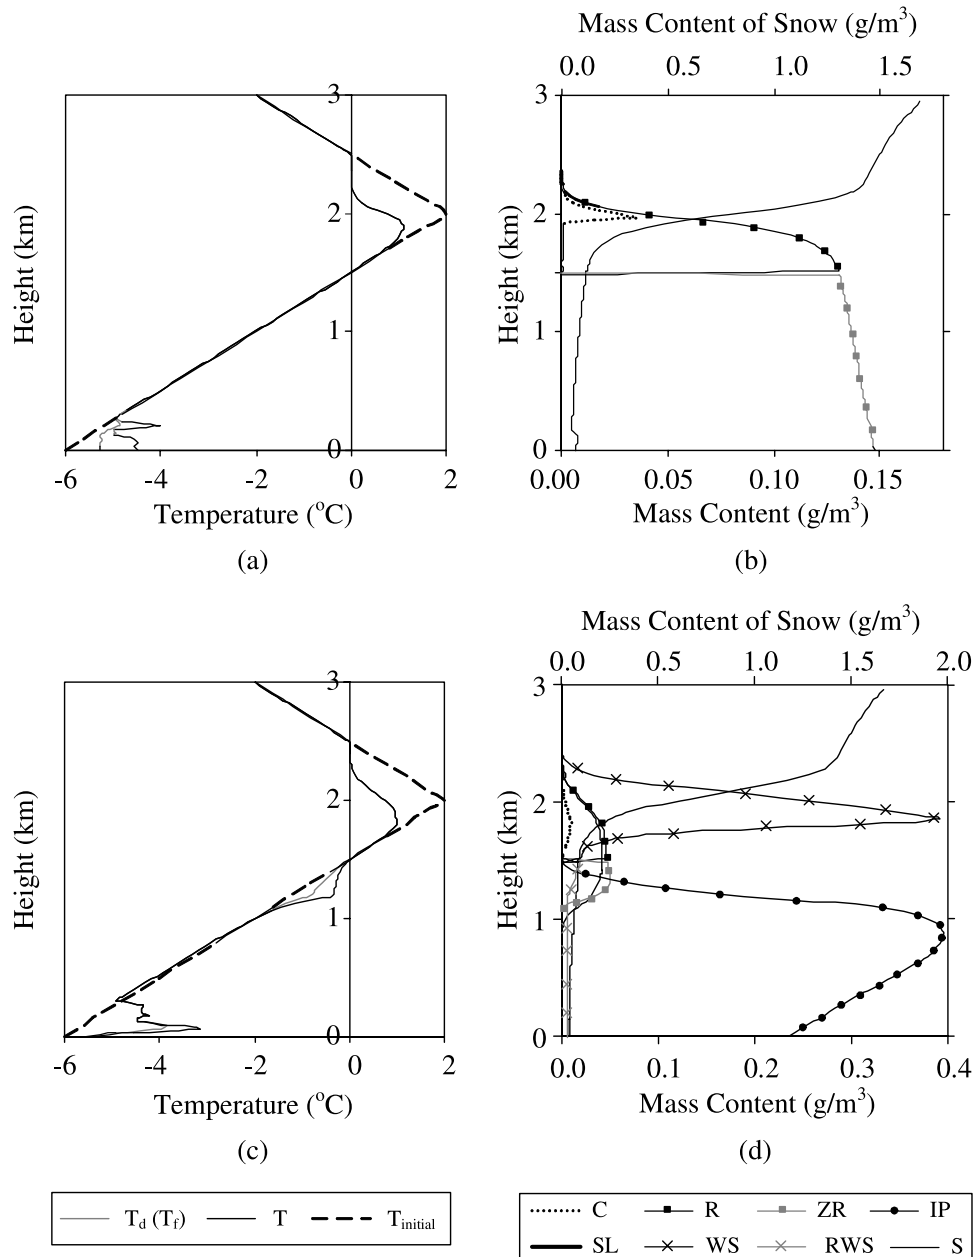 Mass Content of Snow (g/m³)
0.0 0.5 1.0 1.5
3 3
2 2
Height (km) Height (km)
1 1
0 0
-6 -4 -2 0 2 0.00 0.05 0.10 0.15
Temperature (°C) Mass Content (g/m³)
(a) (b)
Mass Content of Snow (g/m³)
0.0 0.5 1.0 1.5 2.0
3 3
2 2
Height (km) Height (km)
1 1
0 0
-6 -4 -2 0 2 0.0 0.1 0.2 0.3 0.4
Temperature (°C) Mass Content (g/m³)
(c) (d)
T_d (T_f) T T_initial
C R ZR IP
SL WS RWS S